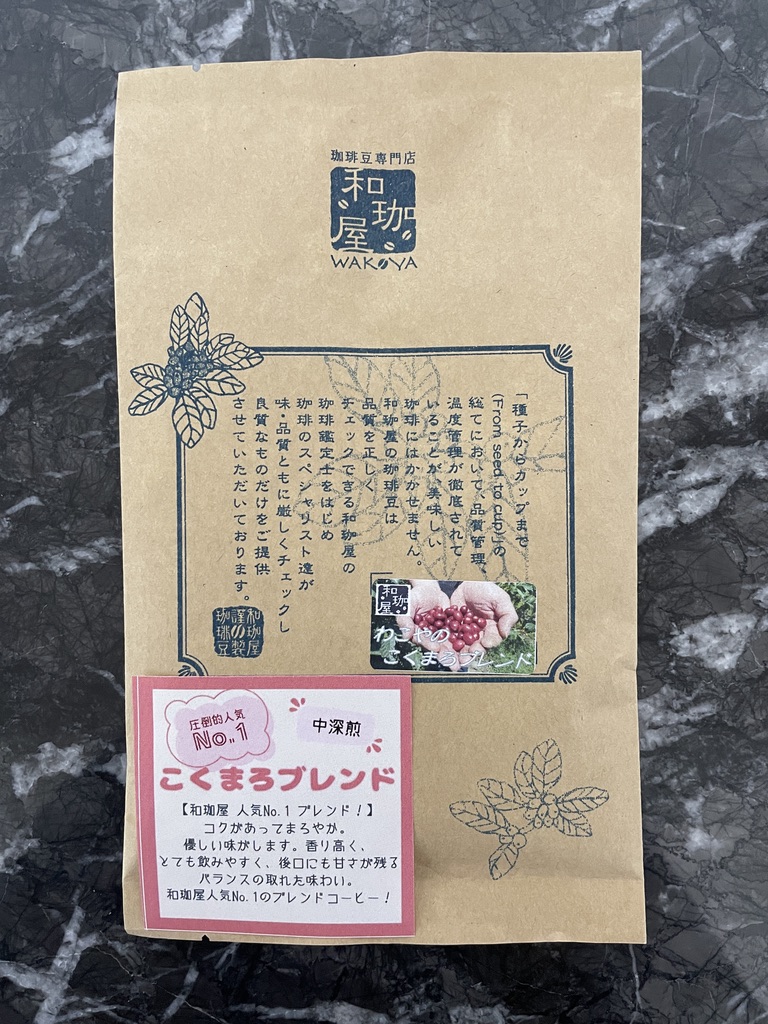 珈琲豆専門店
和珈屋
WAKOYA
「種子からカップまで
(From seed to cup)」の
総てにおいて、品質管理、
温度管理が徹底されて
いることが、美味しい
珈琲にはかかせません。
和珈屋の珈琲豆は
品質を正しく
チェックできる和珈屋の
珈琲鑑定士をはじめ
珈琲のスペシャリスト達が
味・品質ともに厳しくチェックし
良質なものだけをご提供
させていただいております。
和珈屋
謹の製
珈琲豆
和珈屋
わこやの
こくまろブレンド
圧倒的人気
No.1
中深煎
こくまろブレンド
【和珈屋 人気No.1 ブレンド！】
コクがあってまろやか。
優しい味がします。香り高く、
とても飲みやすく、後口にも甘さが残る
バランスの取れた味わい。
和珈屋人気No.1のブレンドコーヒー！